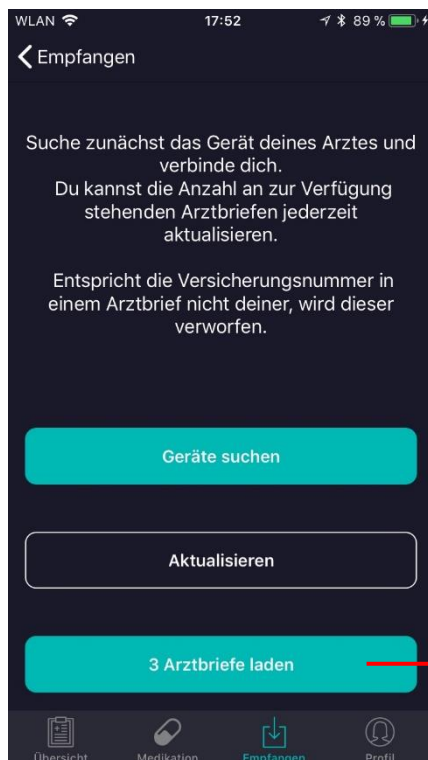 WLAN 17:52 89 %
Empfangen
Suche zunächst das Gerät deines Arztes und
verbinde dich.
Du kannst die Anzahl an zur Verfügung
stehenden Arztbriefen jederzeit
aktualisieren.
Entspricht die Versicherungsnummer in
einem Arztbrief nicht deiner, wird dieser
verworfen.
Geräte suchen
Aktualisieren
3 Arztbriefe laden
Übersicht Medikation Empfangen Profil